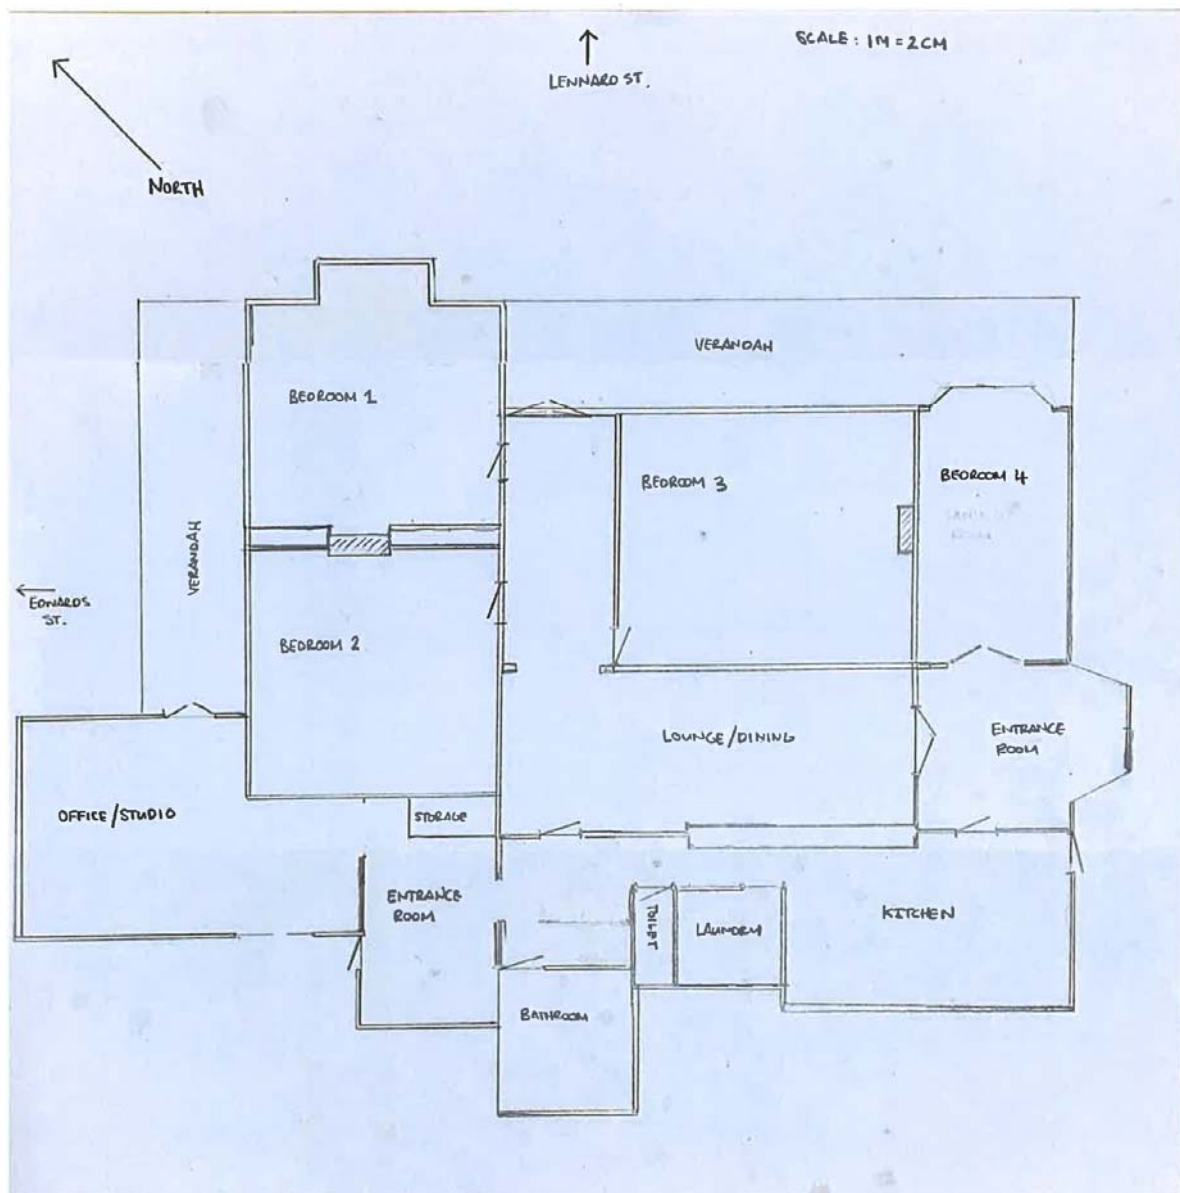 SCALE : 1M = 2CM
LENNARD ST.
NORTH
VERANDAH
BEDROOM 1
BEDROOM 3
BEDROOM 4
ROOM
VERANDAH
EDWARDS
ST.
BEDROOM 2
LOUNGE/DINING
ENTRANCE
ROOM
OFFICE/STUDIO
STORAGE
ENTRANCE
ROOM
TOILET
LAUNDRY
KITCHEN
BATHROOM